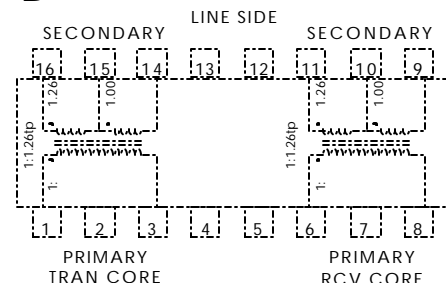 LINE SIDE
SECONDARY SECONDARY
16 15 14 13 12 11 10 9
1.26 1.00 1.26 1.00
1:1.26tp 1:1.26tp
1: 1:
1 2 3 4 5 6 7 8
PRIMARY PRIMARY
TRAN CORE RCV CORE